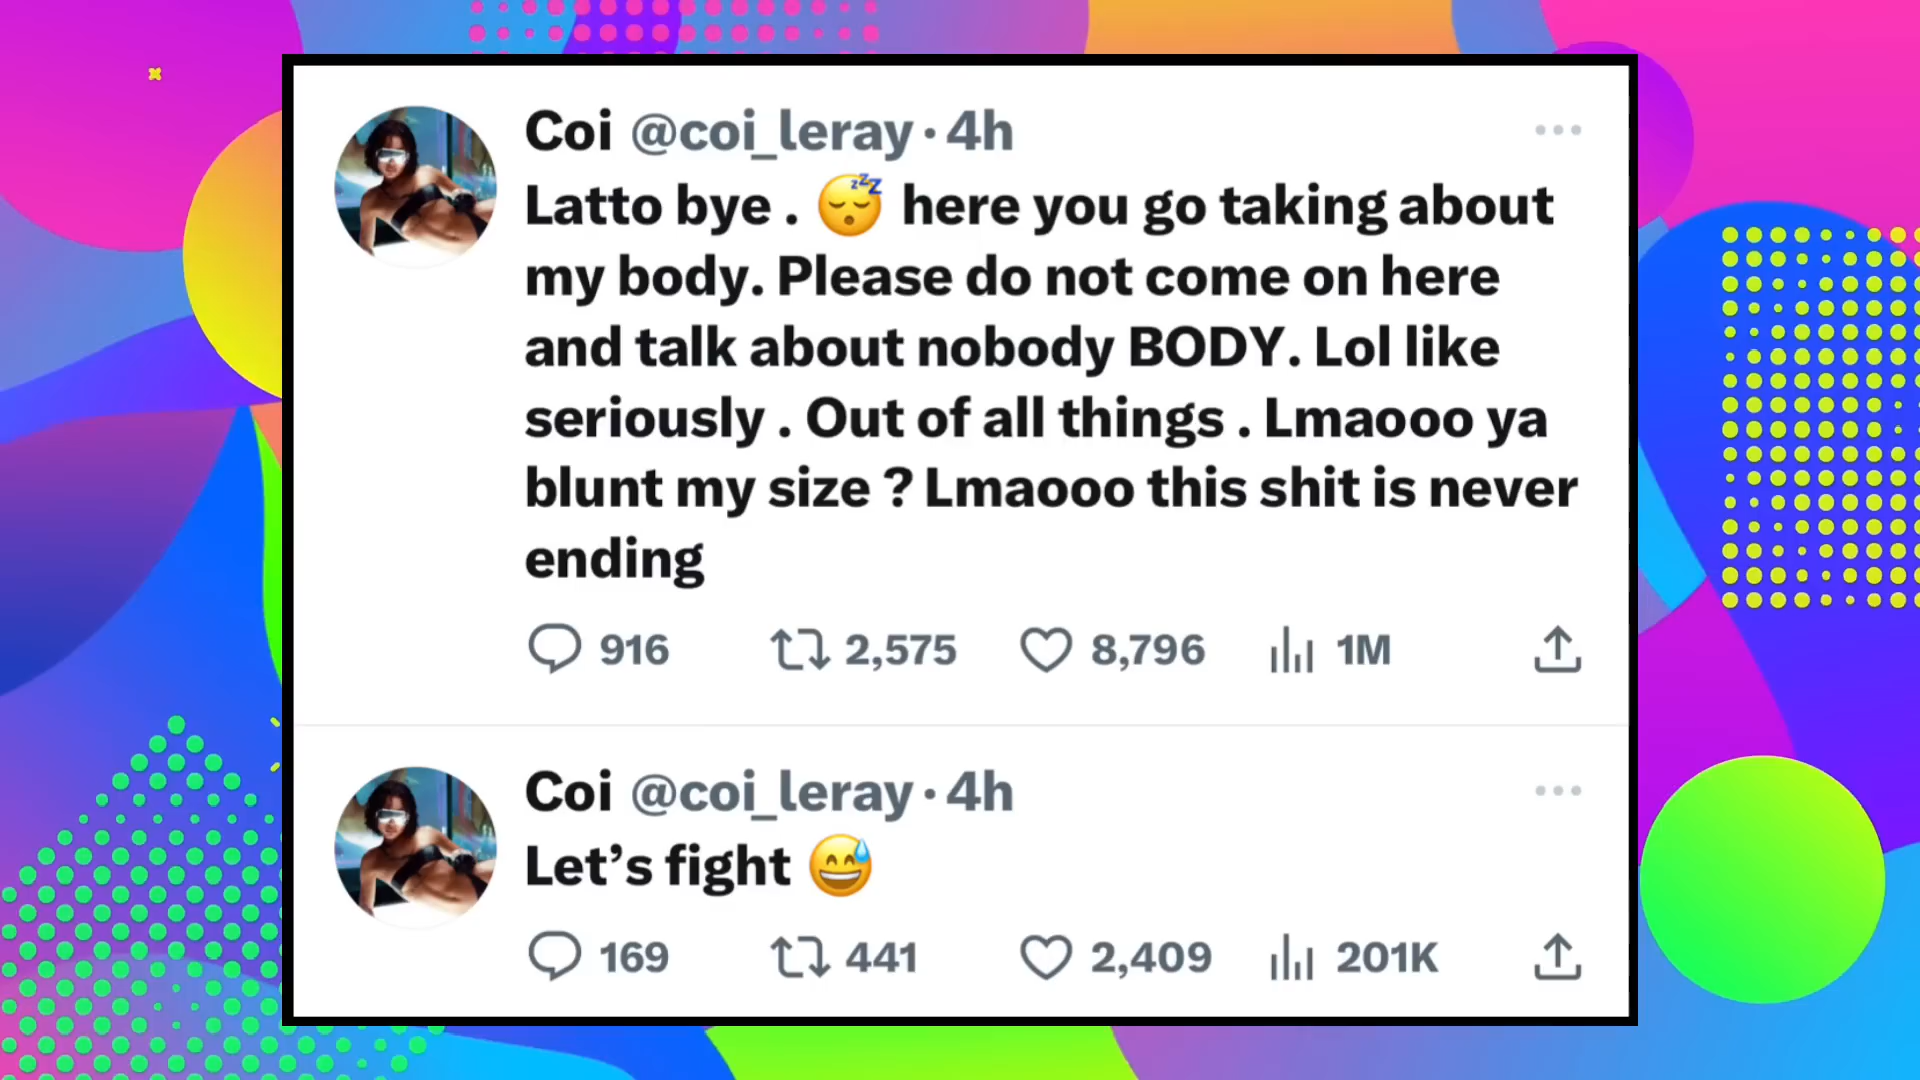 Coi @coi_leray · 4h
Latto bye . 😴 here you go taking about
my body. Please do not come on here
and talk about nobody BODY. Lol like
seriously . Out of all things . Lmaooo ya
blunt my size ? Lmaooo this shit is never
ending
916 2,575 8,796 1M
Coi @coi_leray · 4h
Let’s fight 😅
169 441 2,409 201K